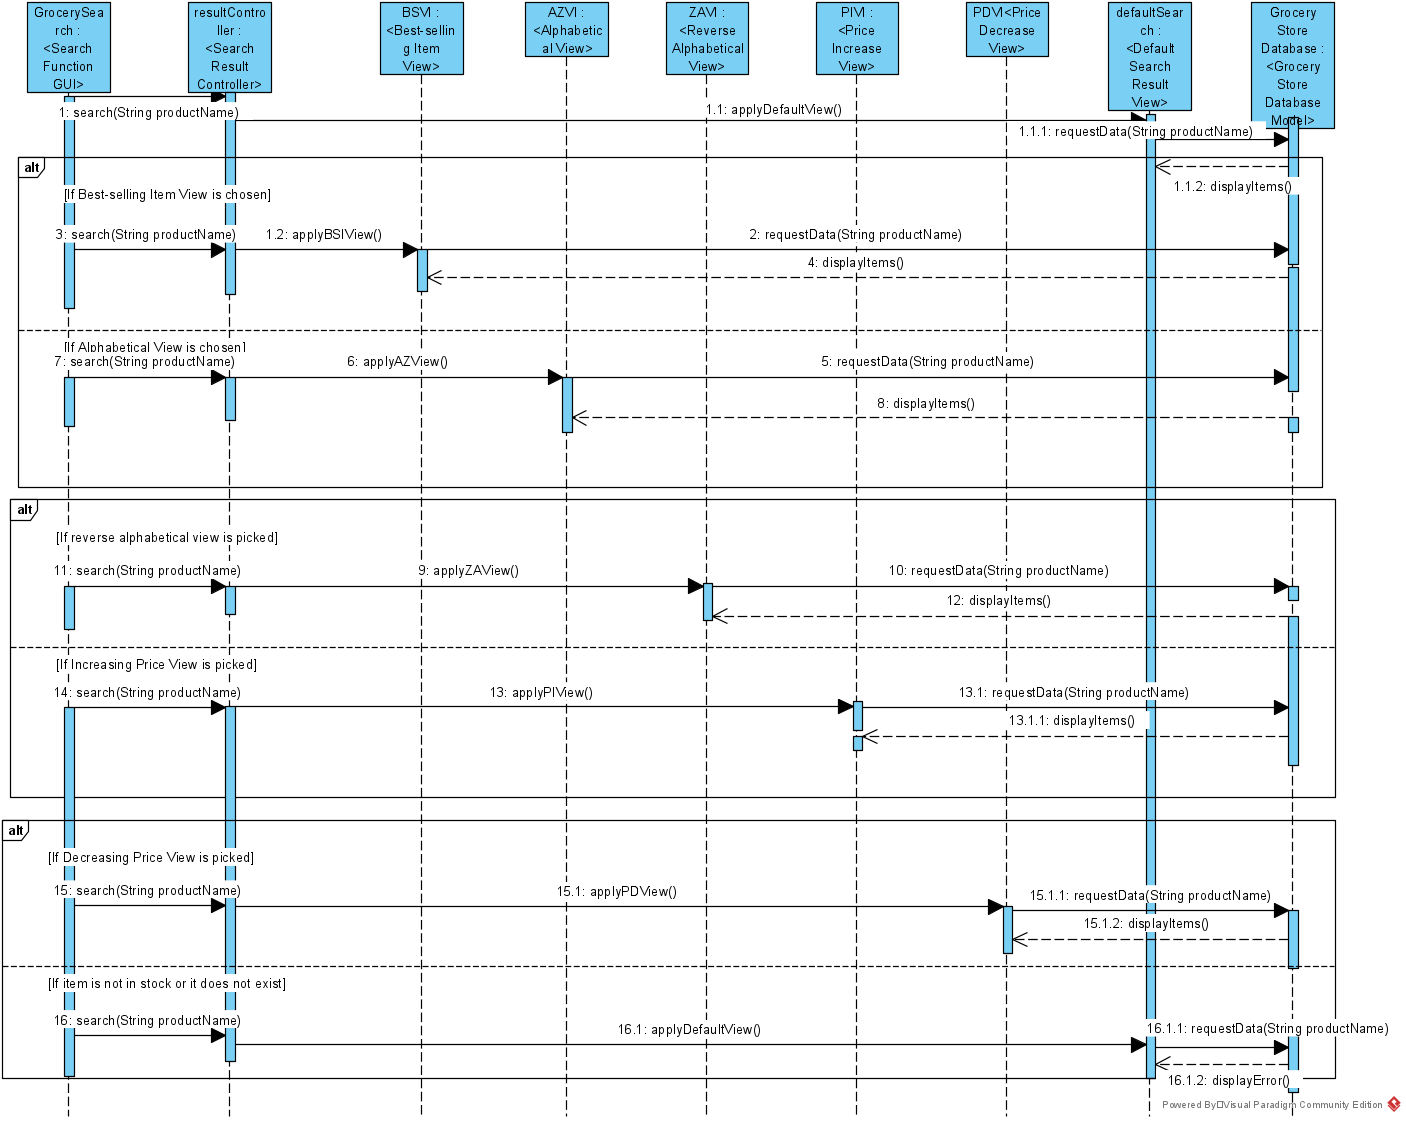 GrocerySea
rch :
<Search
Function
GUI>
resultContro
ller :
<Search
Result
Controller>
BSVI :
<Best-sellin
g Item
View>
AZVI :
<Alphabetic
al View>
ZAVI :
<Reverse
Alphabetical
View>
PIVI :
<Price
Increase
View>
PDVI<Price
Decrease
View>
defaultSear
ch :
<Default
Search
Result
View>
Grocery
Store
Database :
<Grocery
Store
Database
Model>
1: search(String productName)
1.1: applyDefaultView()
1.1.1: requestData(String productName)
alt
1.1.2: displayItems()
[If Best-selling Item View is chosen]
3: search(String productName)
1.2: applyBSIView()
2: requestData(String productName)
4: displayItems()
[If Alphabetical View is chosen]
7: search(String productName)
6: applyAZView()
5: requestData(String productName)
8: displayItems()
alt
[If reverse alphabetical view is picked]
11: search(String productName)
9: applyZAView()
10: requestData(String productName)
12: displayItems()
[If Increasing Price View is picked]
14: search(String productName)
13: applyPIView()
13.1: requestData(String productName)
13.1.1: displayItems()
alt
[If Decreasing Price View is picked]
15: search(String productName)
15.1: applyPDView()
15.1.1: requestData(String productName)
15.1.2: displayItems()
[If item is not in stock or it does not exist]
16: search(String productName)
16.1: applyDefaultView()
16.1.1: requestData(String productName)
16.1.2: displayError()
Powered By□Visual Paradigm Community Edition